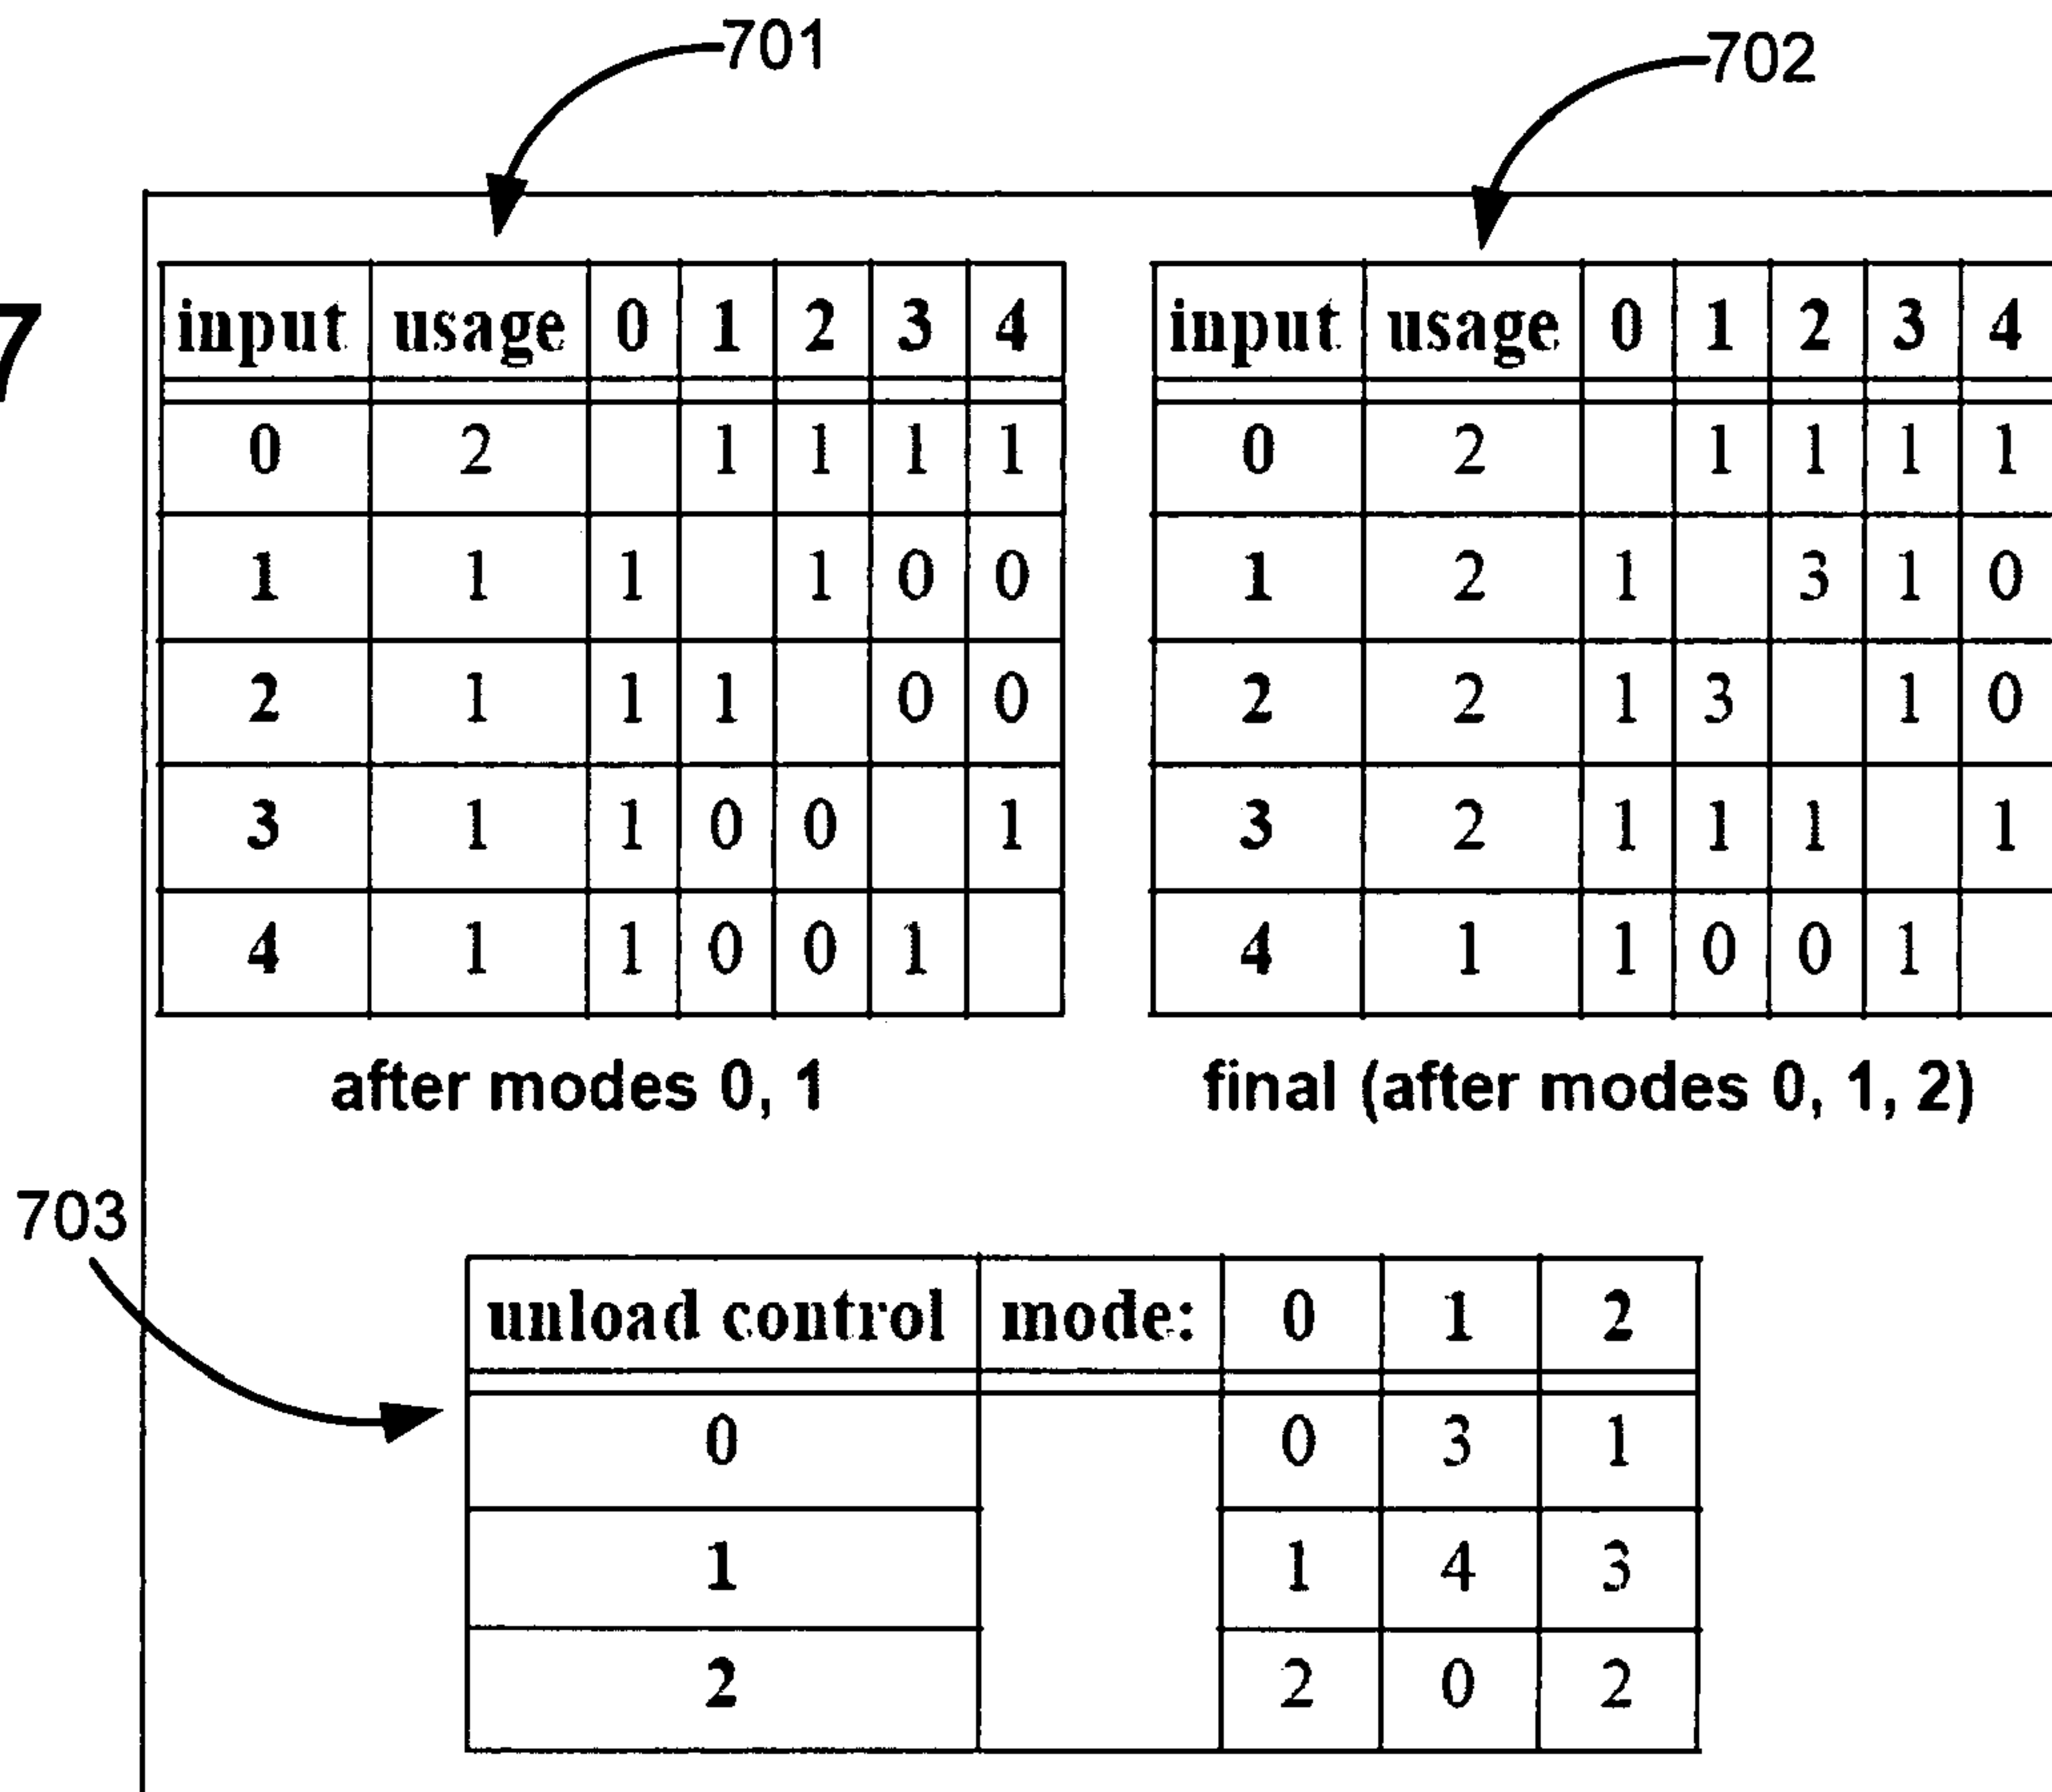 701
702
7
input usage 0 1 2 3 4
0 2 1 1 1 1
1 1 1 1 0 0
2 1 1 1 0 0
3 1 1 0 0 1
4 1 1 0 0 1
after modes 0, 1
input usage 0 1 2 3 4
0 2 1 1 1 1
1 2 1 3 1 0
2 2 1 3 1 0
3 2 1 1 1 1
4 1 1 0 0 1
final (after modes 0, 1, 2)
703
unload control mode: 0 1 2
0 0 3 1
1 1 4 3
2 2 0 2